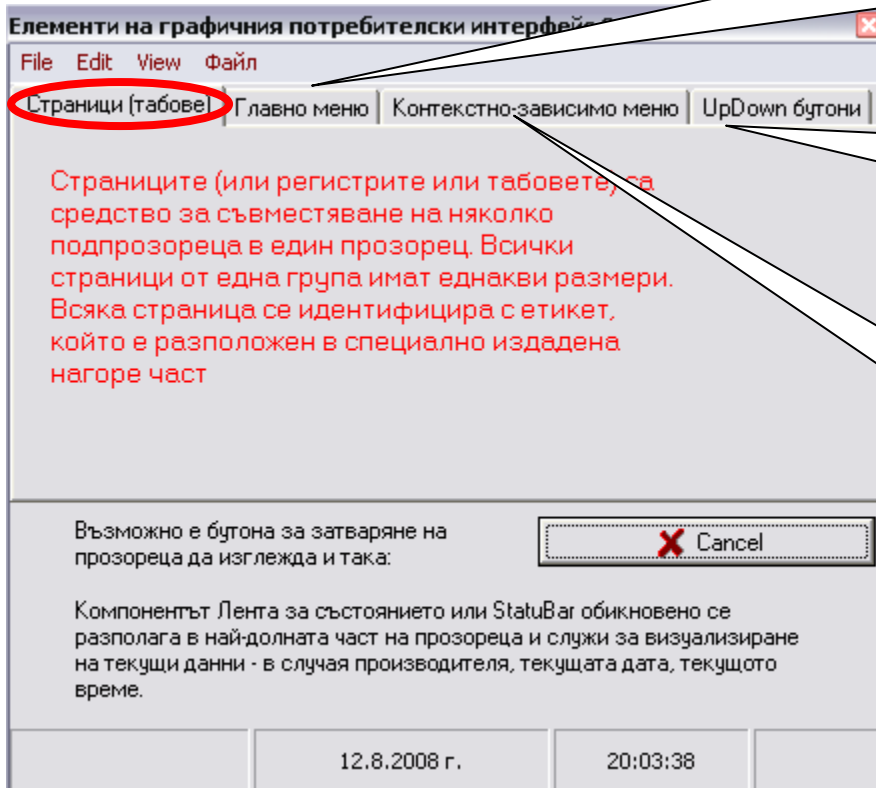 Елементи на графичния потребителски интерфейс
File Edit View Файл
Страници (табове) Главно меню Контекстно-зависимо меню UpDown бутони
Страниците (или регистрите или табовете) са
средство за съвместяване на няколко
подпрозореца в един прозорец. Всички
страници от една група имат еднакви размери.
Всяка страница се идентифицира с етикет,
който е разположен в специално издадена
нагоре част
Възможно е бутона за затваряне на
прозореца да изглежда и така:
Cancel
Компонентът Лента за състоянието или StatuBar обикновено се
разполага в най-долната част на прозореца и служи за визуализиране
на текущи данни - в случая производителя, текущата дата, текущото
време.
12.8.2008 г. 20:03:38